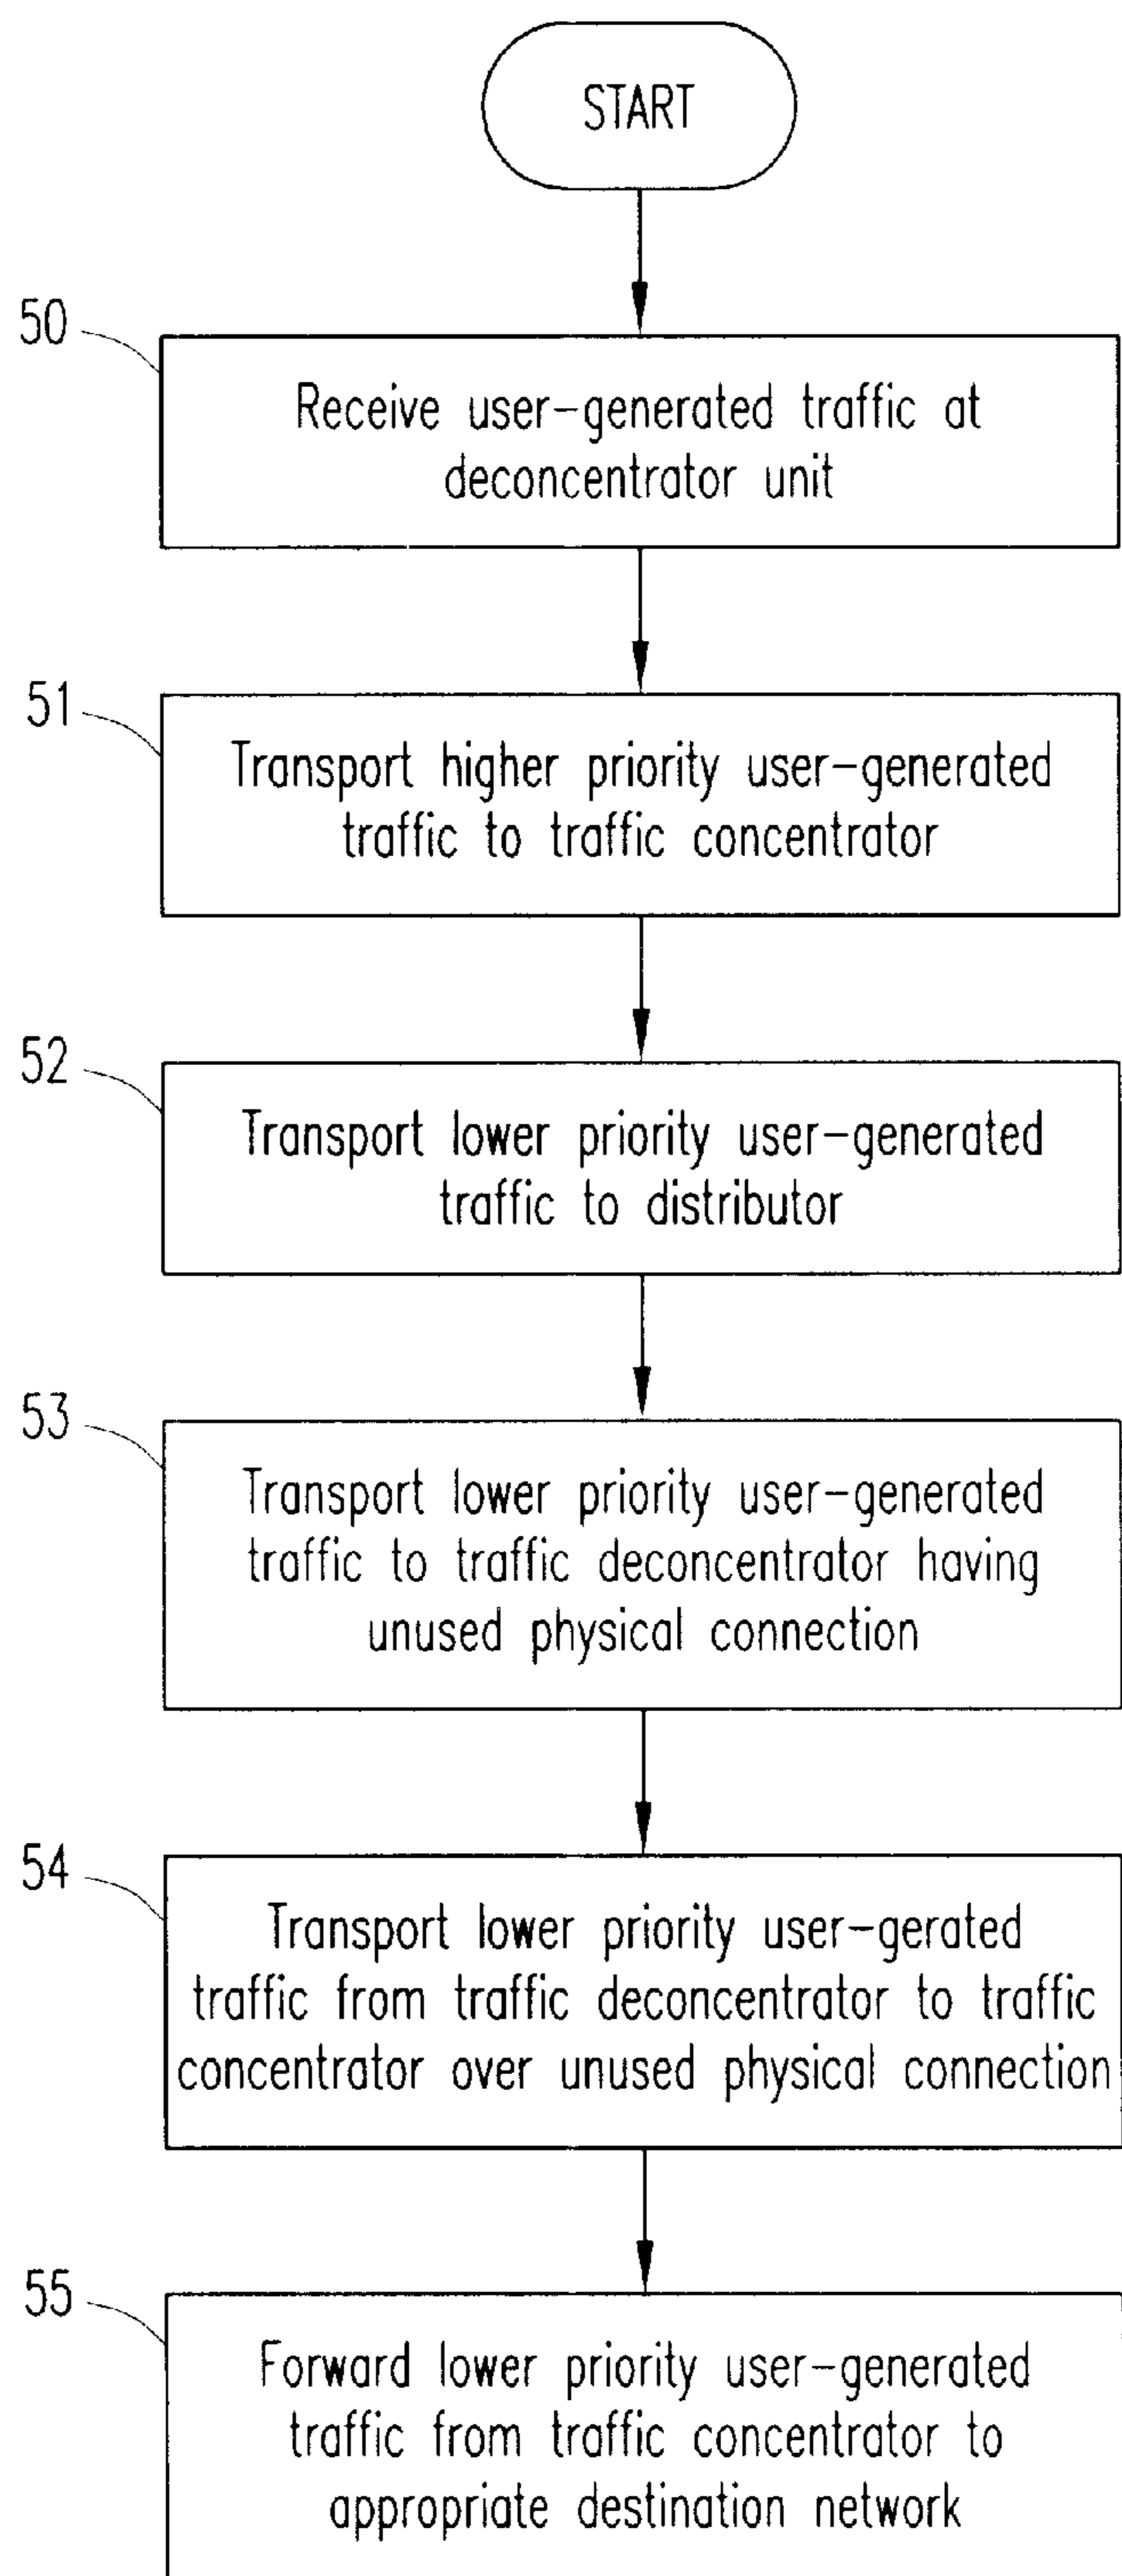 START
50
Receive user-generated traffic at
deconcentrator unit
51
Transport higher priority user-generated
traffic to traffic concentrator
52
Transport lower priority user-generated
traffic to distributor
53
Transport lower priority user-generated
traffic to traffic deconcentrator having
unused physical connection
54
Transport lower priority user-gerated
traffic from traffic deconcentrator to traffic
concentrator over unused physical connection
55
Forward lower priority user-generated
traffic from traffic concentrator to
appropriate destination network